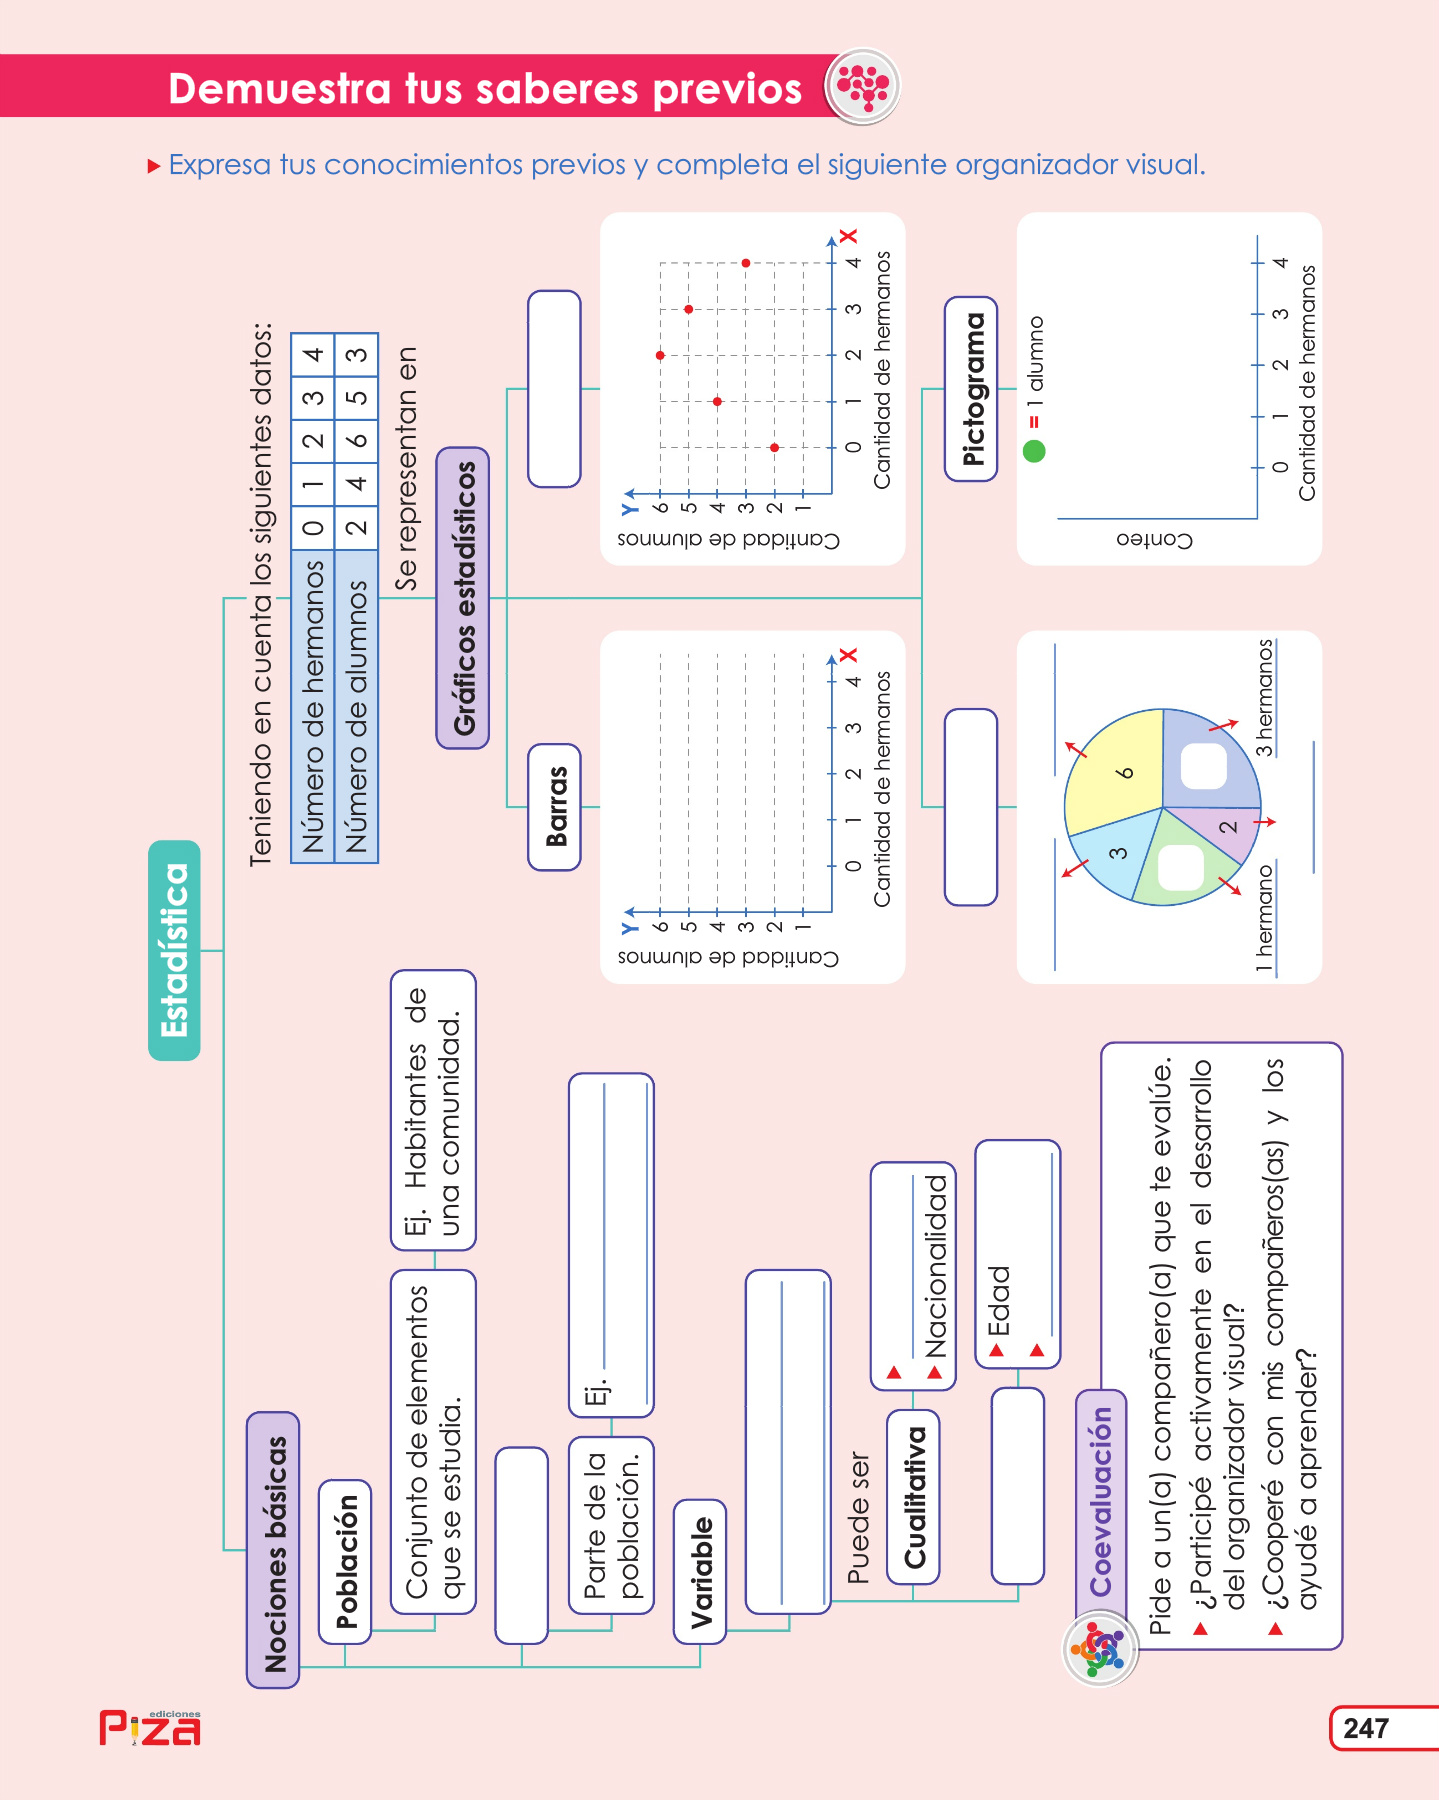 Demuestra tus saberes previos
Expresa tus conocimientos previos y completa el siguiente organizador visual.
Estadística
Nociones básicas
Población
Conjunto de elementos
que se estudia.
Ej. Habitantes de
una comunidad.
Parte de la
población.
Ej.
Variable
Puede ser
Cualitativa
Nacionalidad
Edad
Teniendo en cuenta los siguientes datos:
Número de hermanos 0 1 2 3 4
Número de alumnos 2 4 6 5 3
Se representan en
Gráficos estadísticos
Barras
Y
6
5
4
3
2
1
Cantidad de alumnos
0 1 2 3 4
X
Cantidad de hermanos
Y
6
5
4
3
2
1
Cantidad de alumnos
0 1 2 3 4
X
Cantidad de hermanos
3
6
2
1 hermano
3 hermanos
Pictograma
= 1 alumno
Conteo
0 1 2 3 4
Cantidad de hermanos
Coevaluación
Pide a un(a) compañero(a) que te evalúe.
¿Participé activamente en el desarrollo
del organizador visual?
¿Cooperé con mis compañeros(as) y los
ayudé a aprender?
ediciones
Piza
247